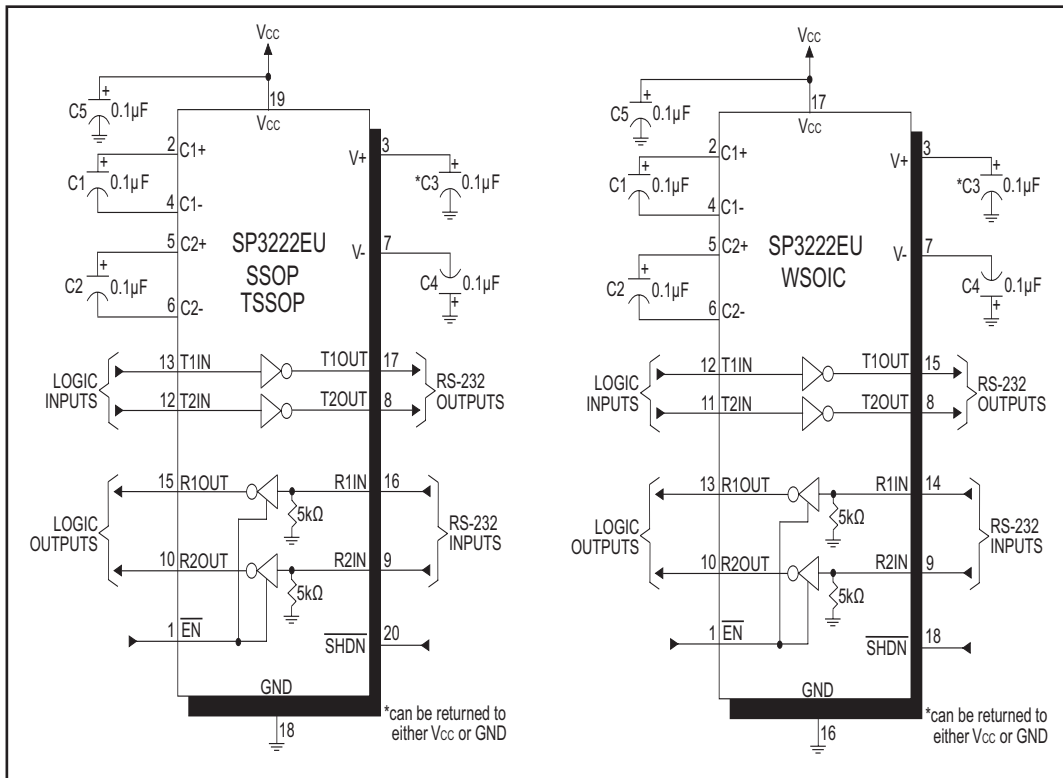 VCC
19
VCC
C5
+
0.1µF
2
C1+
C1
+
0.1µF
4
C1-
5
C2+
C2
+
0.1µF
6
C2-
SP3222EU
SSOP
TSSOP
3
V+
*C3
+
0.1µF
7
V-
C4
0.1µF
+
LOGIC
INPUTS
13 T1IN
T1OUT 17
12 T2IN
T2OUT 8
RS-232
OUTPUTS
LOGIC
OUTPUTS
15 R1OUT
R1IN 16
5kΩ
10 R2OUT
R2IN 9
5kΩ
RS-232
INPUTS
1 EN
SHDN 20
GND
18
*can be returned to
either VCC or GND
VCC
17
VCC
C5
+
0.1µF
2
C1+
C1
+
0.1µF
4
C1-
5
C2+
C2
+
0.1µF
6
C2-
SP3222EU
WSOIC
3
V+
*C3
+
0.1µF
7
V-
C4
0.1µF
+
LOGIC
INPUTS
12 T1IN
T1OUT 15
11 T2IN
T2OUT 8
RS-232
OUTPUTS
LOGIC
OUTPUTS
13 R1OUT
R1IN 14
5kΩ
10 R2OUT
R2IN 9
5kΩ
RS-232
INPUTS
1 EN
SHDN 18
GND
16
*can be returned to
either VCC or GND